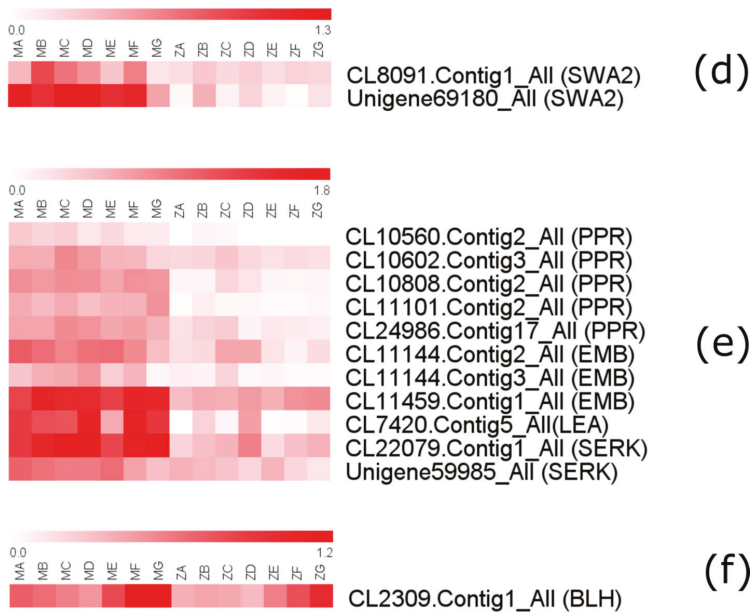 0.0 1.3
MA MB MC MD ME MF MG ZA ZB ZC ZD ZE ZF ZG
CL8091.Contig1_All (SWA2)
Unigene69180_All (SWA2)
(d)
0.0 1.8
MA MB MC MD ME MF MG ZA ZB ZC ZD ZE ZF ZG
CL10560.Contig2_All (PPR)
CL10602.Contig3_All (PPR)
CL10808.Contig2_All (PPR)
CL11101.Contig2_All (PPR)
CL24986.Contig17_All (PPR)
CL11144.Contig2_All (EMB)
CL11144.Contig3_All (EMB)
CL11459.Contig1_All (EMB)
CL7420.Contig5_All(LEA)
CL22079.Contig1_All (SERK)
Unigene59985_All (SERK)
(e)
0.0 1.2
MA MB MC MD ME MF MG ZA ZB ZC ZD ZE ZF ZG
CL2309.Contig1_All (BLH)
(f)